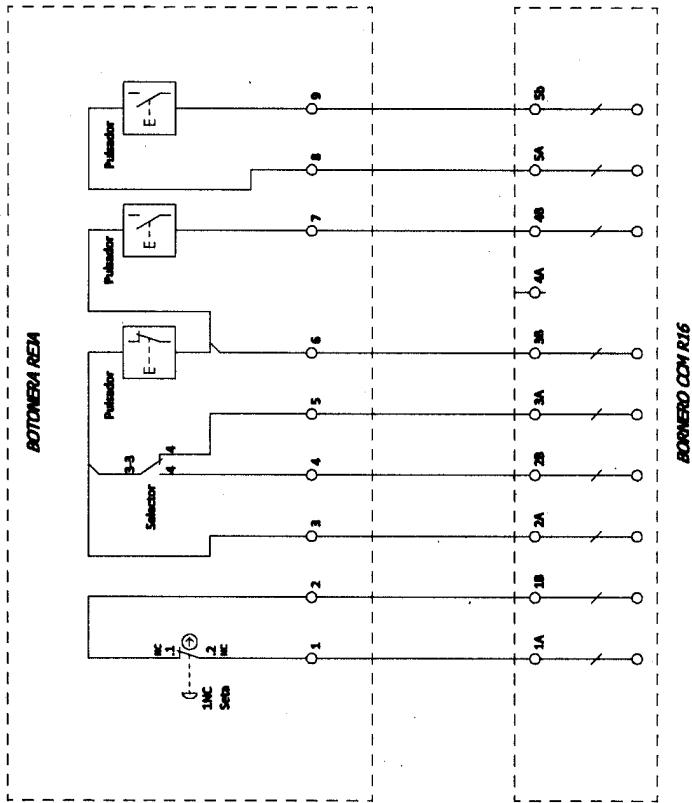 BOTONERA REJA
Pulsador
Pulsador
Pulsador
3-3
4
4
Selector
NC
.1
.2
NC
1NC
Seta
1
2
3
4
5
6
7
8
9
1A
1B
2A
2B
3A
3B
4A
4B
5A
5b
BORNERO CCM R16